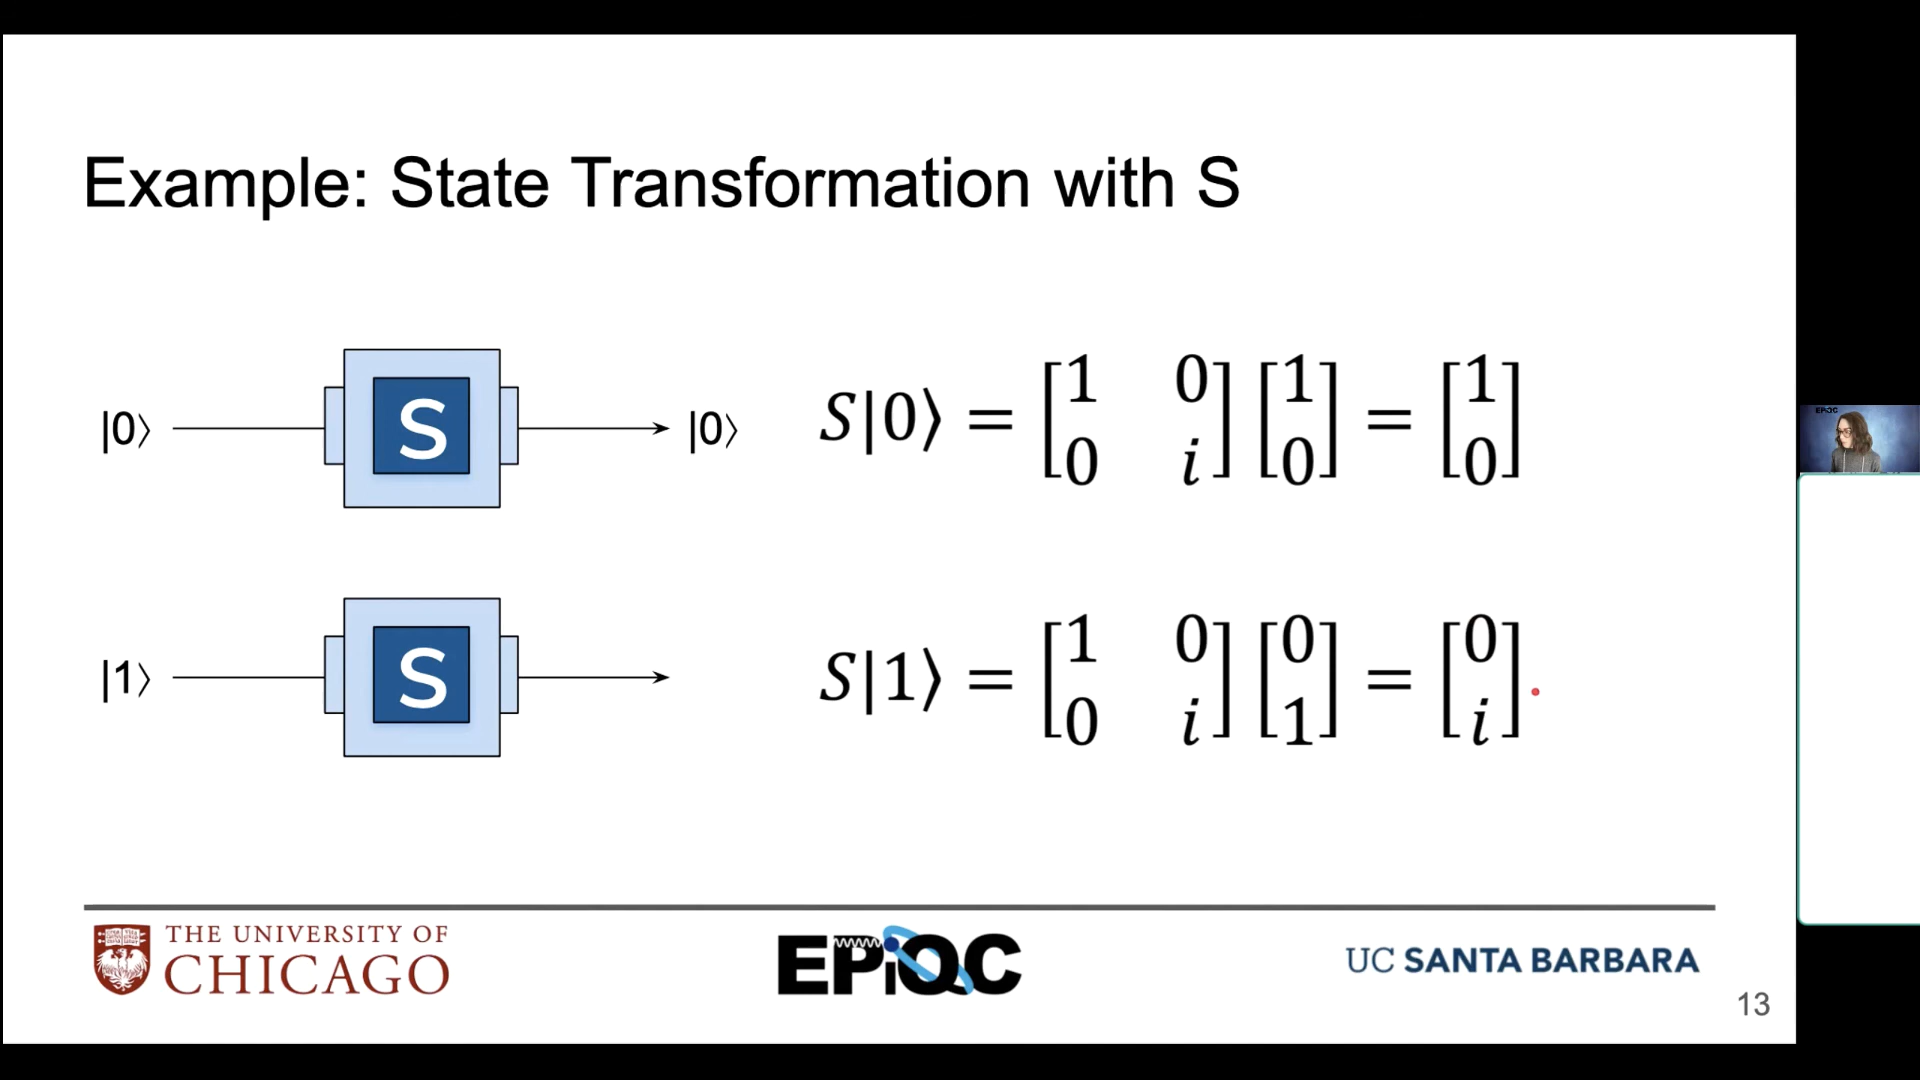 Example: State Transformation with S
|0⟩ S |0⟩ S|0⟩ = [1 0 0 i] [1 0] = [1 0]
|1⟩ S S|1⟩ = [1 0 0 i] [0 1] = [0 i]
THE UNIVERSITY OF
CHICAGO
EPiQC
UC SANTA BARBARA
13
EPiQC